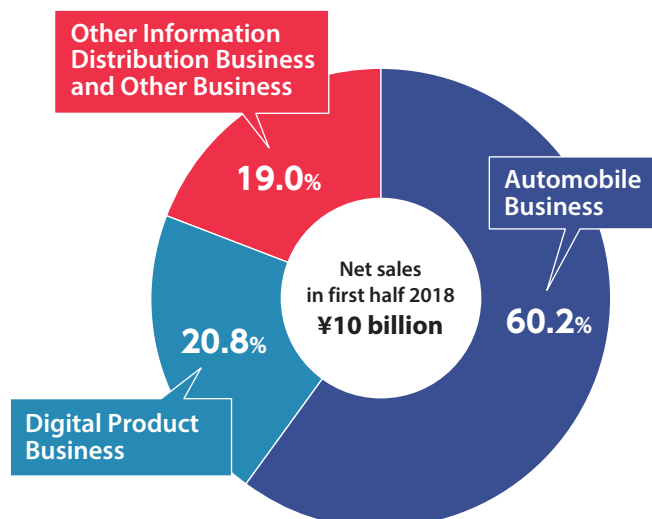 Other Information
Distribution Business
and Other Business
19.0%
Automobile
Business
60.2%
Net sales
in first half 2018
¥10 billion
20.8%
Digital Product
Business